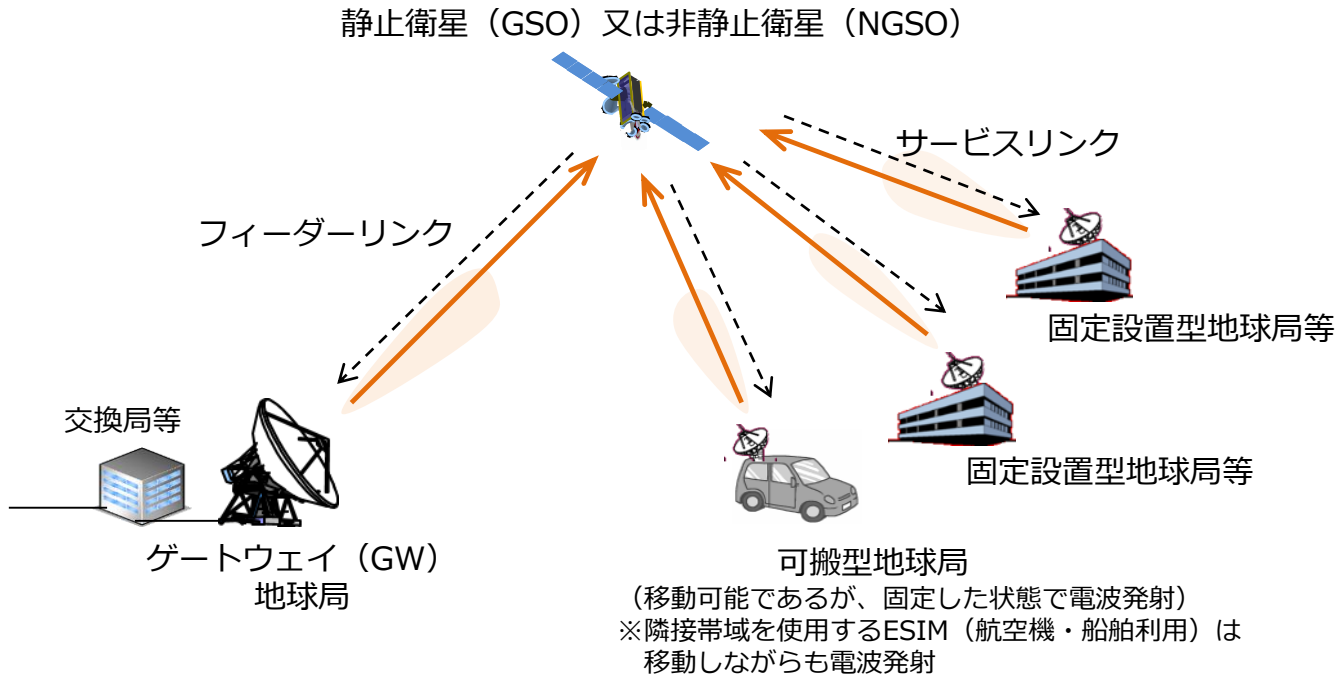 静止衛星（GSO）又は非静止衛星（NGSO）
サービスリンク
フィーダーリンク
固定設置型地球局等
交換局等
固定設置型地球局等
ゲートウェイ（GW）
地球局
可搬型地球局
（移動可能であるが、固定した状態で電波発射）
※隣接帯域を使用するESIM（航空機・船舶利用）は
移動しながらも電波発射